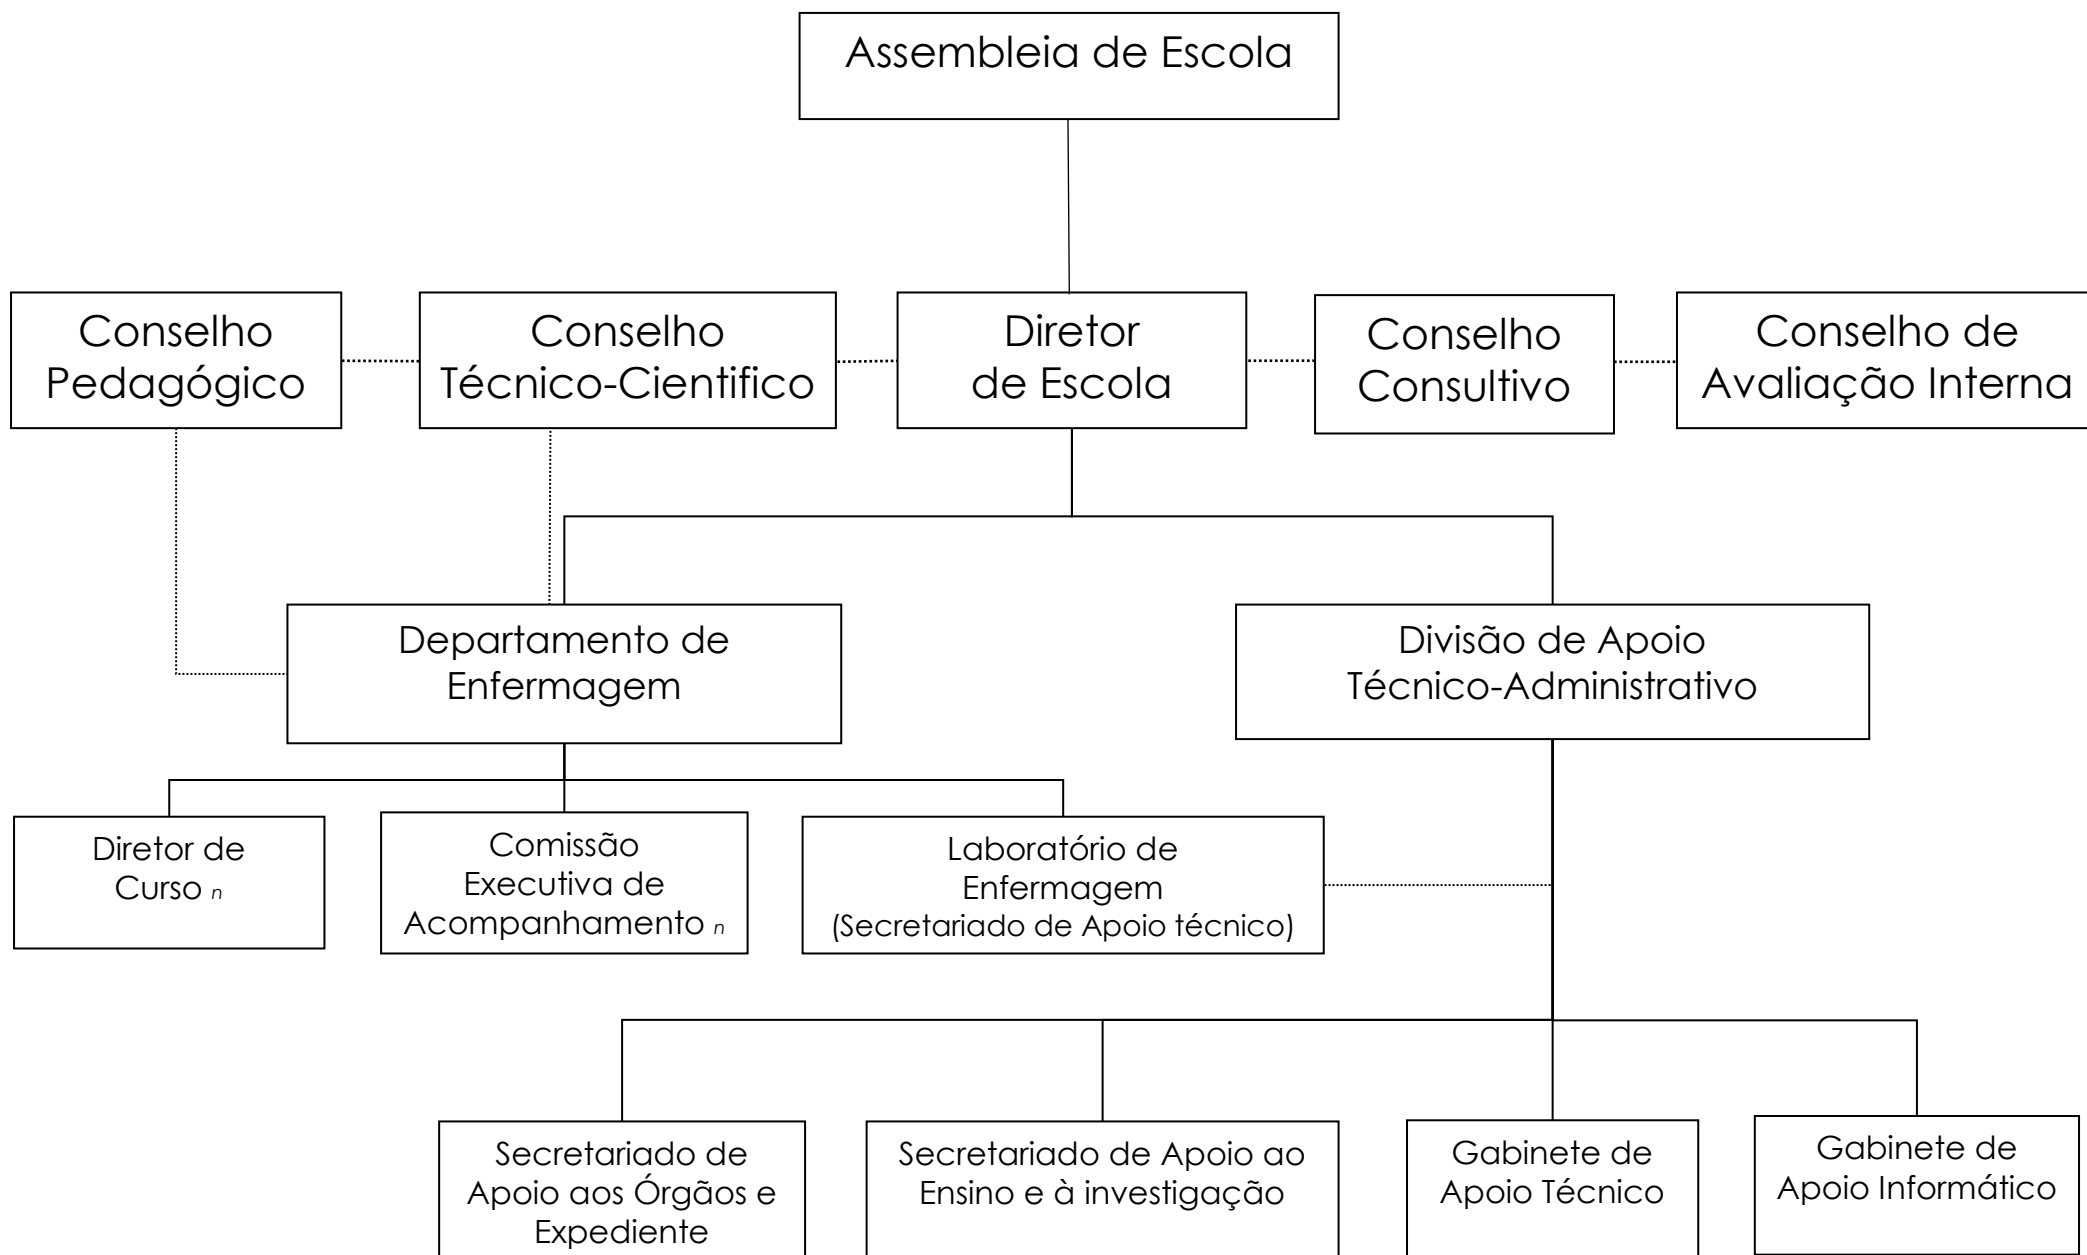 Assembleia de Escola
Conselho
Pedagógico
Conselho
Técnico-Cientifico
Diretor
de Escola
Conselho
Consultivo
Conselho de
Avaliação Interna
Departamento de
Enfermagem
Divisão de Apoio
Técnico-Administrativo
Diretor de
Curso n
Comissão
Executiva de
Acompanhamento n
Laboratório de
Enfermagem
(Secretariado de Apoio técnico)
Secretariado de
Apoio aos Órgãos e
Expediente
Secretariado de Apoio ao
Ensino e à investigação
Gabinete de
Apoio Técnico
Gabinete de
Apoio Informático